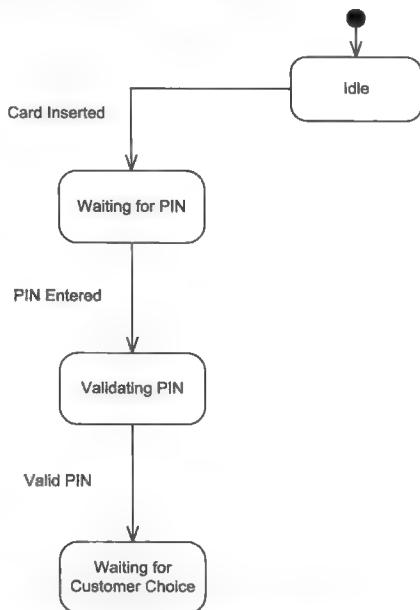 Idle
Card Inserted
Waiting for PIN
PIN Entered
Validating PIN
Valid PIN
Waiting for
Customer Choice